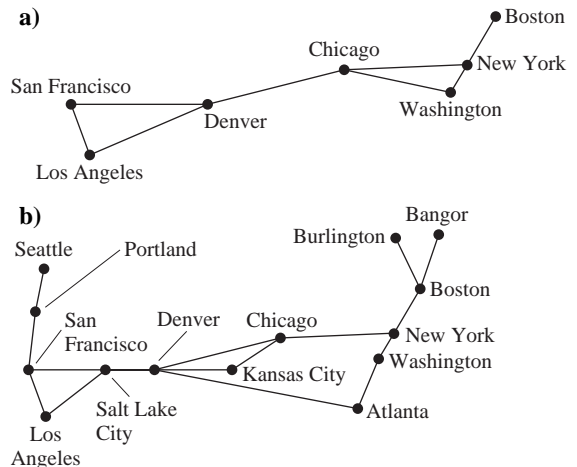 a)
Boston
Chicago
New York
San Francisco
Washington
Denver
Los Angeles
b)
Bangor
Burlington
Seattle
Portland
Boston
San
Francisco
Denver
Chicago
New York
Washington
Kansas City
Salt Lake
City
Atlanta
Los
Angeles